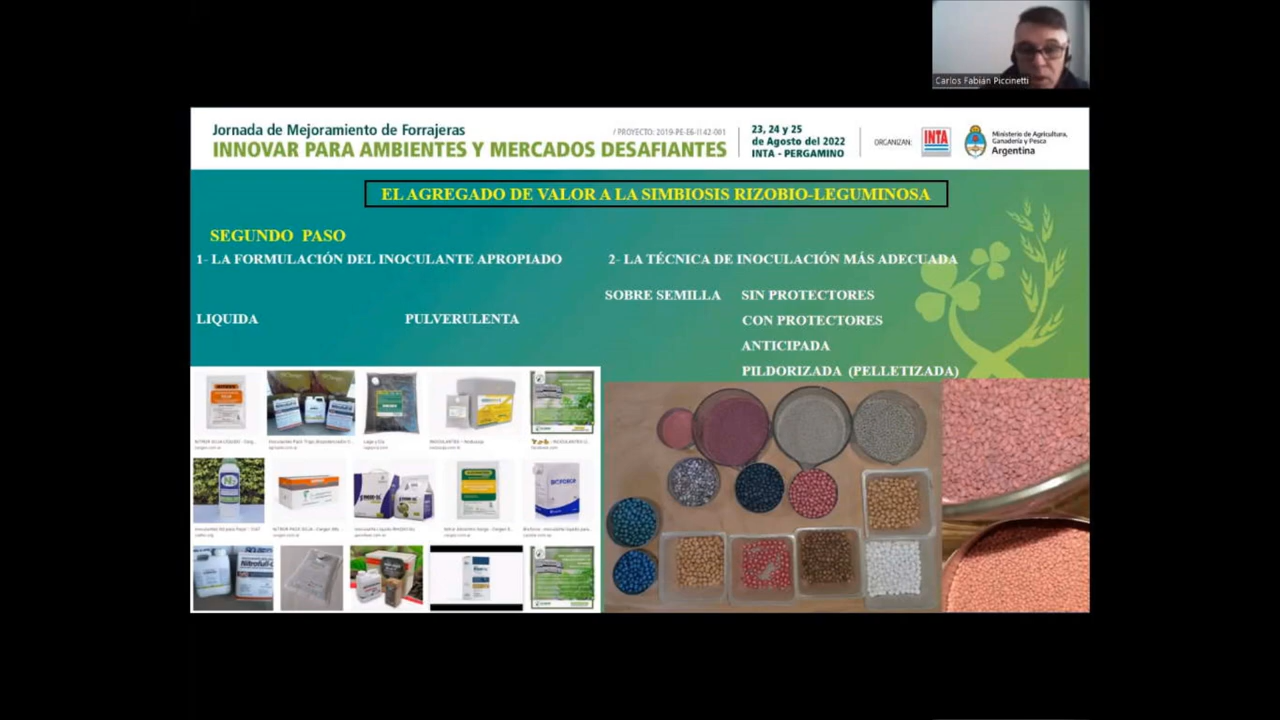 Carlos Fabián Piccinetti
Jornada de Mejoramiento de Forrajeras
/ PROYECTO: 2019-PE-E6-I142-001
INNOVAR PARA AMBIENTES Y MERCADOS DESAFIANTES
23, 24 y 25
de Agosto del 2022
INTA - PERGAMINO
ORGANIZAN:
INTA
Ministerio de Agricultura,
Ganadería y Pesca
Argentina
EL AGREGADO DE VALOR A LA SIMBIOSIS RIZOBIO-LEGUMINOSA
SEGUNDO PASO
1- LA FORMULACIÓN DEL INOCULANTE APROPIADO
2- LA TÉCNICA DE INOCULACIÓN MÁS ADECUADA
SOBRE SEMILLA SIN PROTECTORES
LIQUIDA PULVERULENTA
CON PROTECTORES
ANTICIPADA
PILDORIZADA (PELLETIZADA)
BIOFORCE